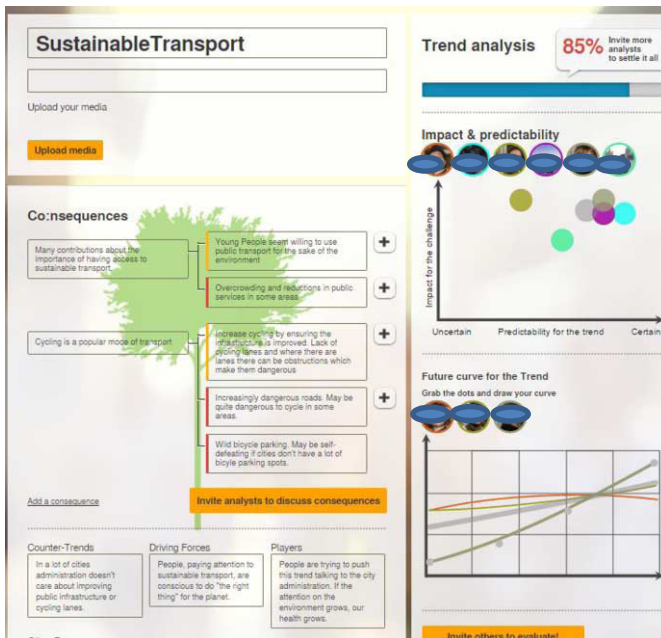 SustainableTransport
Upload your media
Upload media
Co:nsequences
Many contributions about the
importance of having access to
sustainable transport.
Young People seem willing to use
public transport for the sake of the
environment
+
Overcrowding and reductions in public
services in some areas
+
Cycling is a popular mode of transport
Increase cycling by ensuring the
infrastructure is improved. Lack of
cycling lanes and where there are
lanes there can be obstructions which
make them dangerous
+
Increasingly dangerous roads. May be
quite dangerous to cycle in some
areas.
+
Wild bicycle parking. May be self-
defeating if cities don't have a lot of
bicyle parking spots.
Add a consequence
Invite analysts to discuss consequences
Counter-Trends
In a lot of cities
administration doesn't
care about improving
public infrastructure or
cycling lanes.
Driving Forces
People, paying attention to
sustainable transport, are
conscious to do "the right
thing" for the planet.
Players
People are trying to push
this trend talking to the city
administration. If the
attention on the
environment grows, our
health grows.
Trend analysis
85%
Invite more
analysts
to settle it all
Impact & predictability
Impact for the challenge
Uncertain
Predictability for the trend
Certain
Future curve for the Trend
Grab the dots and draw your curve
Invite others to evaluate!